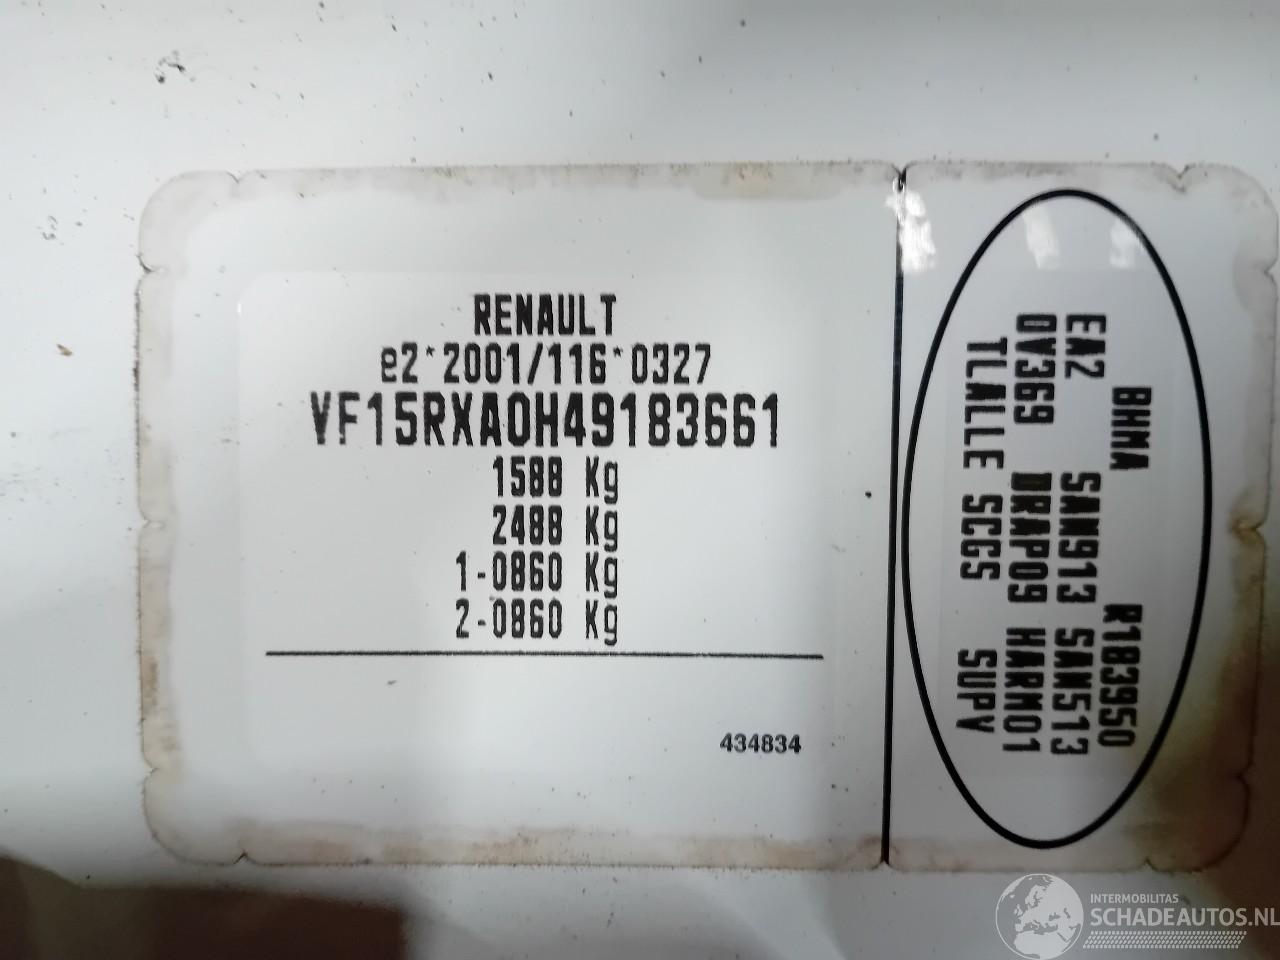 RENAULT
e2*2001/116*0327
VF15RXA0H49183661
1588 Kg
2488 Kg
1-0860 Kg
2-0860 Kg
434834
BHMA R183950
EA2 SAN913 SAN513
OV369 DRAP09 HARM01
TLALLE SCGS SUPV
INTERMOBILITAS
SCHADEAUTOS.NL